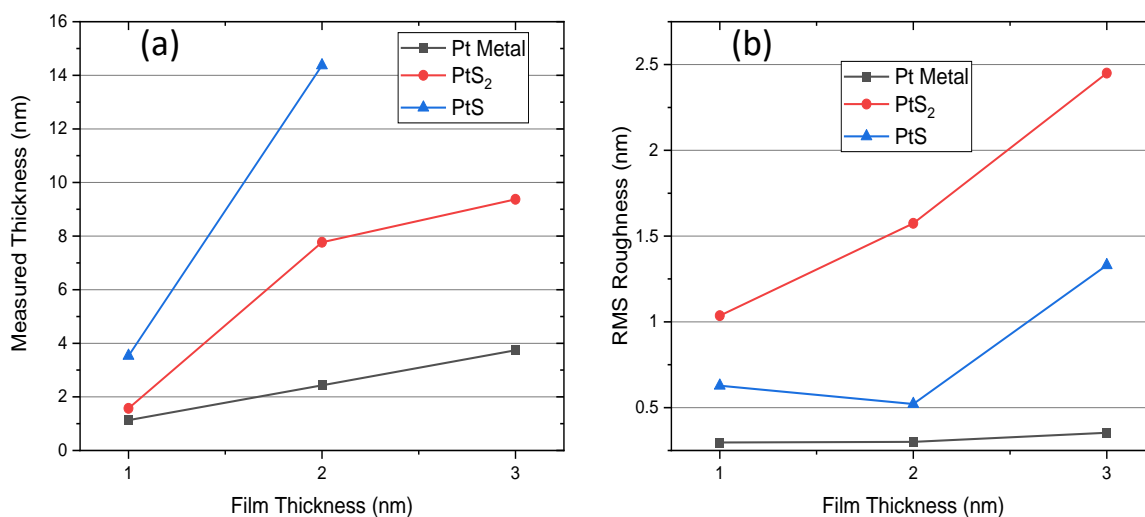 (a)
Pt Metal
PtS₂
PtS
Measured Thickness (nm)
16
14
12
10
8
6
4
2
0
1 2 3
Film Thickness (nm)
(b)
Pt Metal
PtS₂
PtS
RMS Roughness (nm)
2.5
2
1.5
1
0.5
1 2 3
Film Thickness (nm)